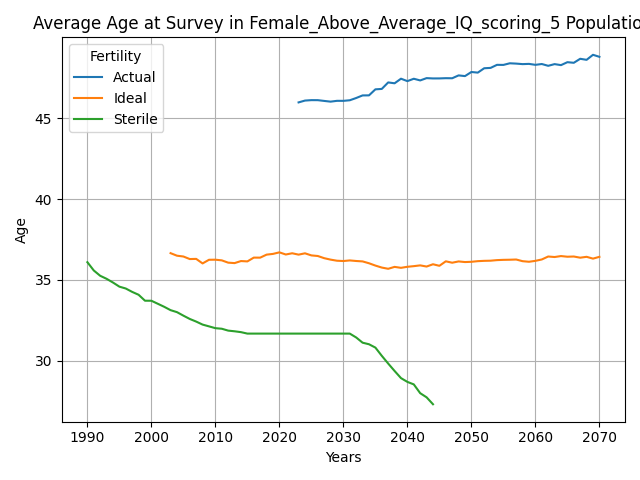 Average Age at Survey in Female_Above_Average_IQ_scoring_5 Populatio
Fertility
Actual
Ideal
Sterile
45
40
35
30
Age
1990 2000 2010 2020 2030 2040 2050 2060 2070
Years